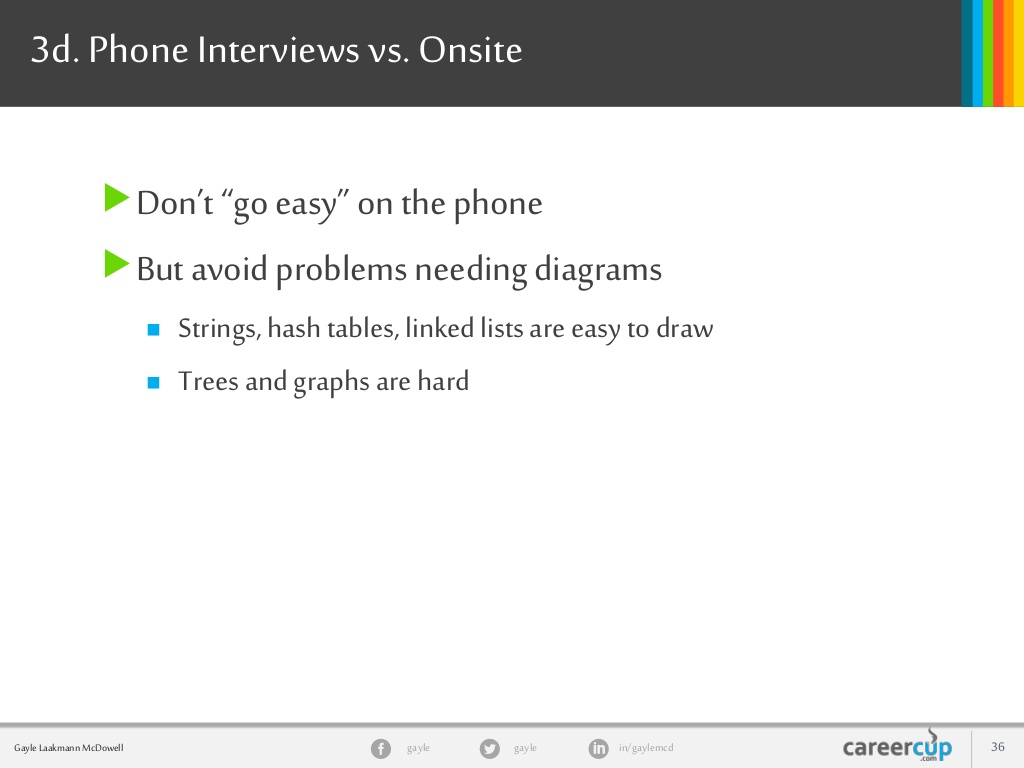 3d. Phone Interviews vs. Onsite
Don’t “go easy” on the phone
But avoid problems needing diagrams
Strings, hash tables, linked lists are easy to draw
Trees and graphs are hard
Gayle Laakmann McDowell
gayle
gayle
in/gaylemcd
careercup
.com
36